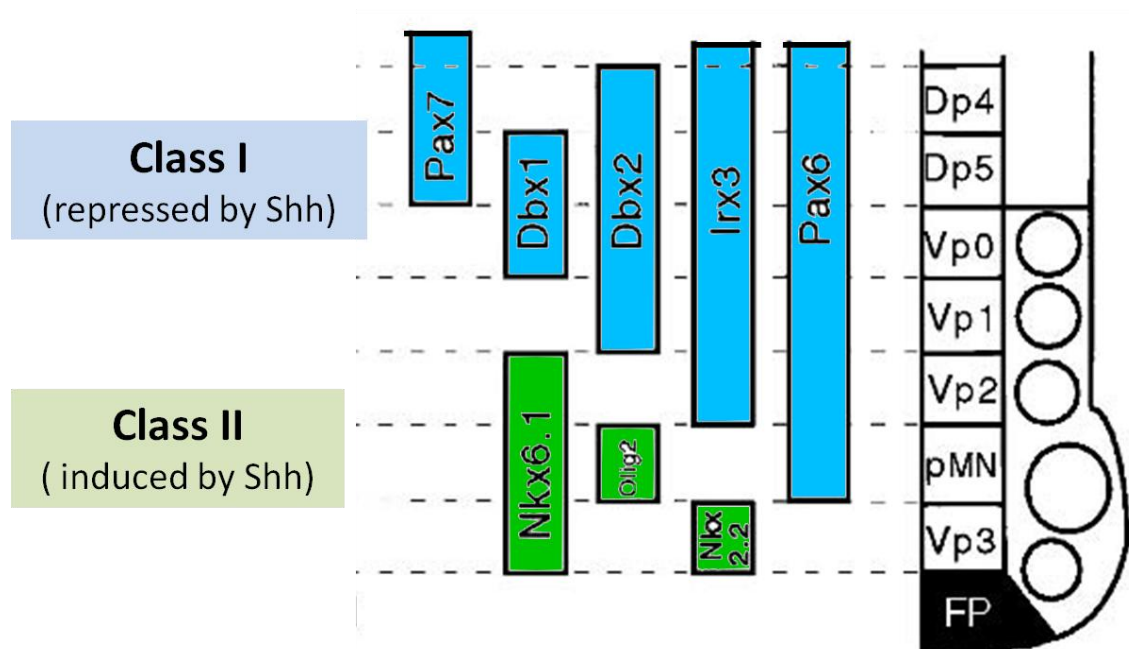 Class I
(repressed by Shh)
Class II
( induced by Shh)
Pax7
Dbx1
Dbx2
Irx3
Pax6
Nkx6.1
Olig2
Nkx
2.2
Dp4
Dp5
Vp0
Vp1
Vp2
pMN
Vp3
FP